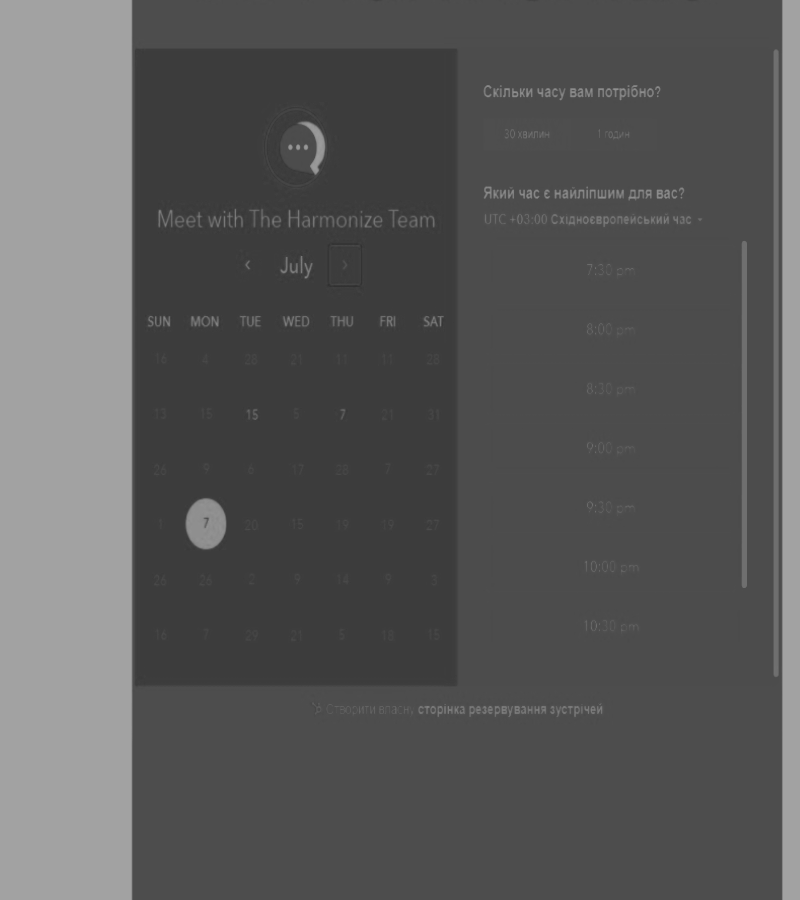 Meet with The Harmonize Team
July
SUN MON TUE WED THU FRI SAT
16 4 28 21 11 11 28
13 15 15 5 7 21 31
26 9 6 17 28 7 27
1 7 20 15 19 19 27
26 26 2 9 14 9 3
16 7 29 21 5 18 15
Скільки часу вам потрібно?
30 хвилин 1 годин
Який час є найліпшим для вас?
UTC +03:00 Східноєвропейський час
7:30 pm
8:00 pm
8:30 pm
9:00 pm
9:30 pm
10:00 pm
10:30 pm
Створити власну сторінка резервування зустрічей